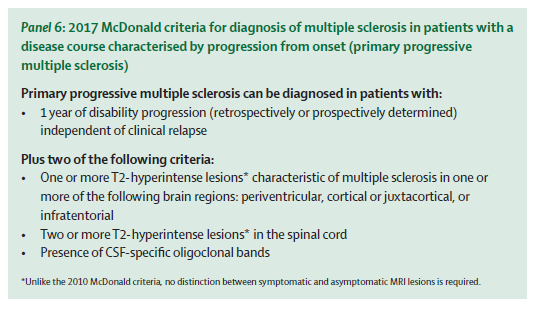 Panel 6: 2017 McDonald criteria for diagnosis of multiple sclerosis in patients with a
disease course characterised by progression from onset (primary progressive
multiple sclerosis)
Primary progressive multiple sclerosis can be diagnosed in patients with:
• 1 year of disability progression (retrospectively or prospectively determined)
independent of clinical relapse
Plus two of the following criteria:
• One or more T2-hyperintense lesions* characteristic of multiple sclerosis in one or
more of the following brain regions: periventricular, cortical or juxtacortical, or
infratentorial
• Two or more T2-hyperintense lesions* in the spinal cord
• Presence of CSF-specific oligoclonal bands
*Unlike the 2010 McDonald criteria, no distinction between symptomatic and asymptomatic MRI lesions is required.